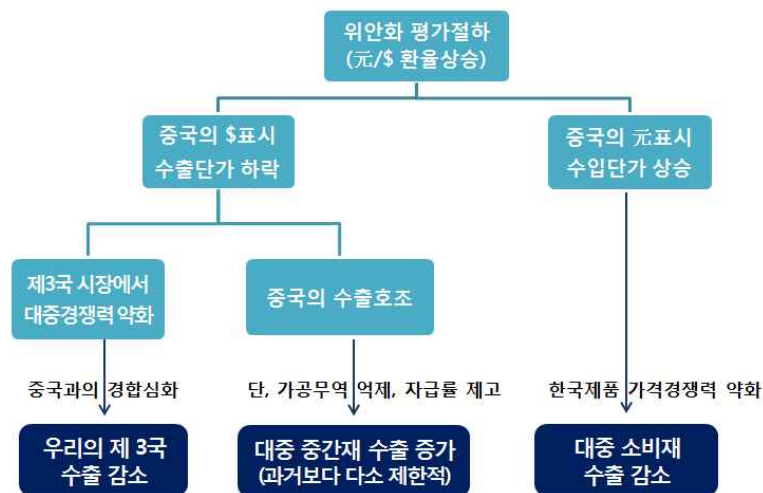 위안화 평가절하
(元/$ 환율상승)
중국의 $표시
수출단가 하락
중국의 元표시
수입단가 상승
제3국 시장에서
대중경쟁력 약화
중국의 수출호조
중국과의 경합심화
단, 가공무역 억제, 자급률 제고
한국제품 가격경쟁력 약화
우리의 제 3국
수출 감소
대중 중간재 수출 증가
(과거보다 다소 제한적)
대중 소비재
수출 감소